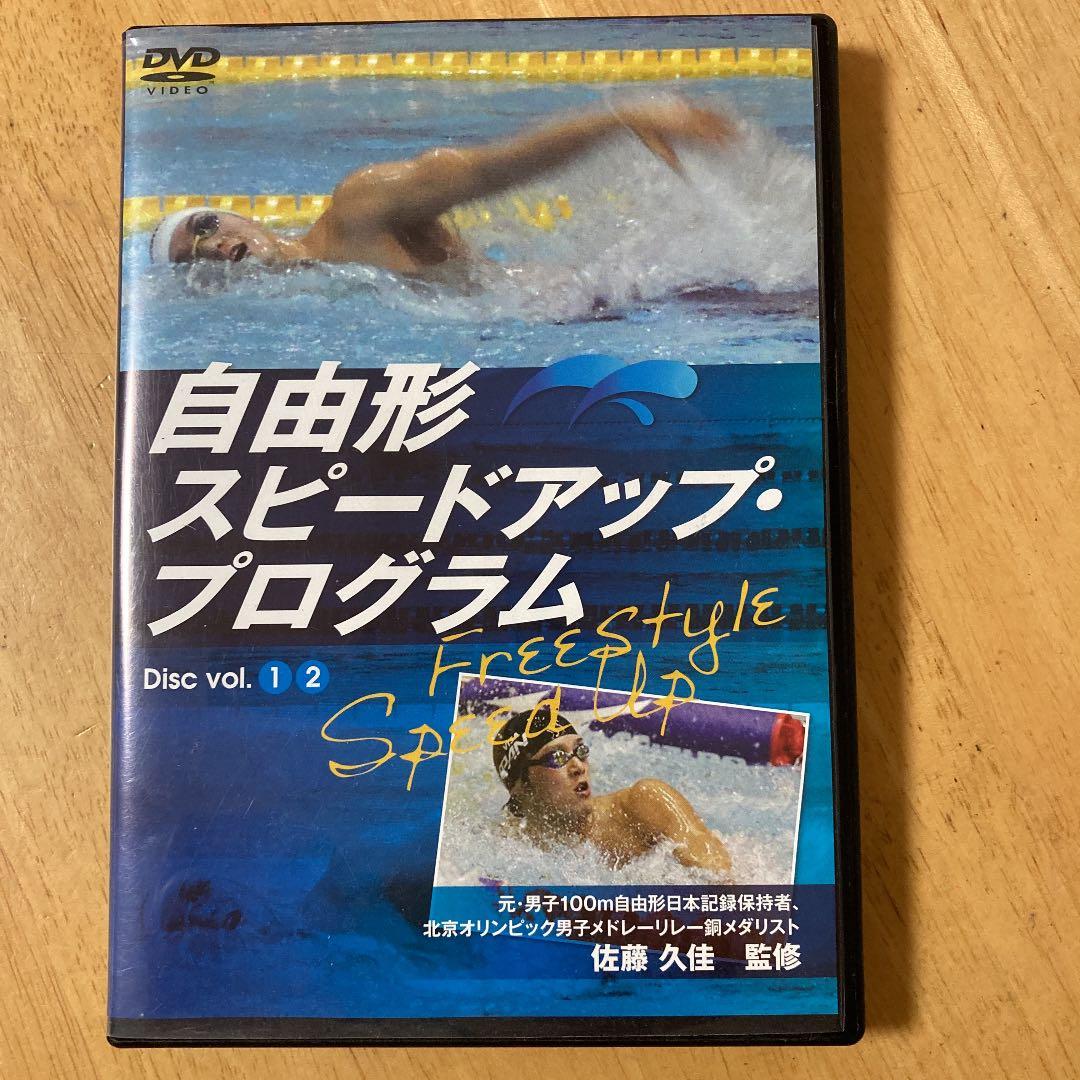 DVD
VIDEO
自由形
スピードアップ・
プログラム
Freestyle
Speed Up
Disc vol. 1 2
元・男子100m自由形日本記録保持者、
北京オリンピック男子メドレーリレー銅メダリスト
佐藤 久佳 監修